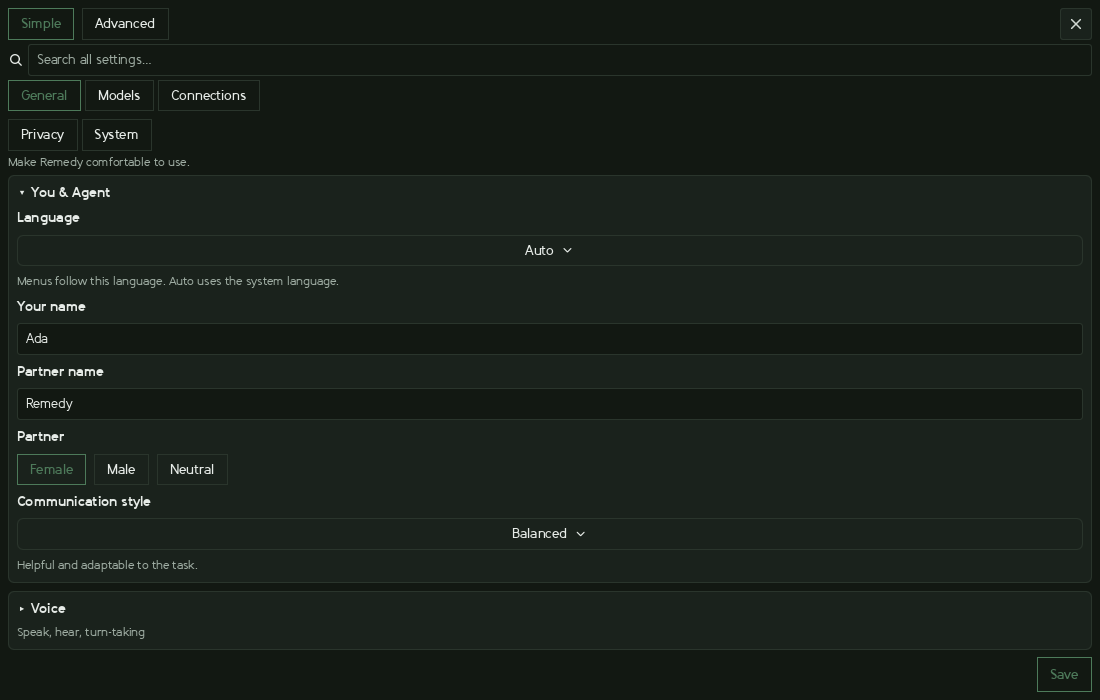 Simple Advanced
Search all settings...
General Models Connections
Privacy System
Make Remedy comfortable to use.
You & Agent
Language
Auto
Menus follow this language. Auto uses the system language.
Your name
Ada
Partner name
Remedy
Partner
Female Male Neutral
Communication style
Balanced
Helpful and adaptable to the task.
Voice
Speak, hear, turn-taking
Save